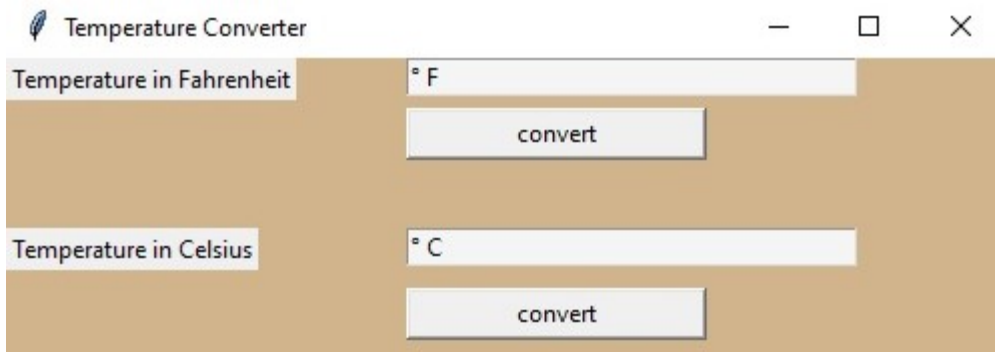 Temperature Converter
Temperature in Fahrenheit ° F
convert
Temperature in Celsius ° C
convert